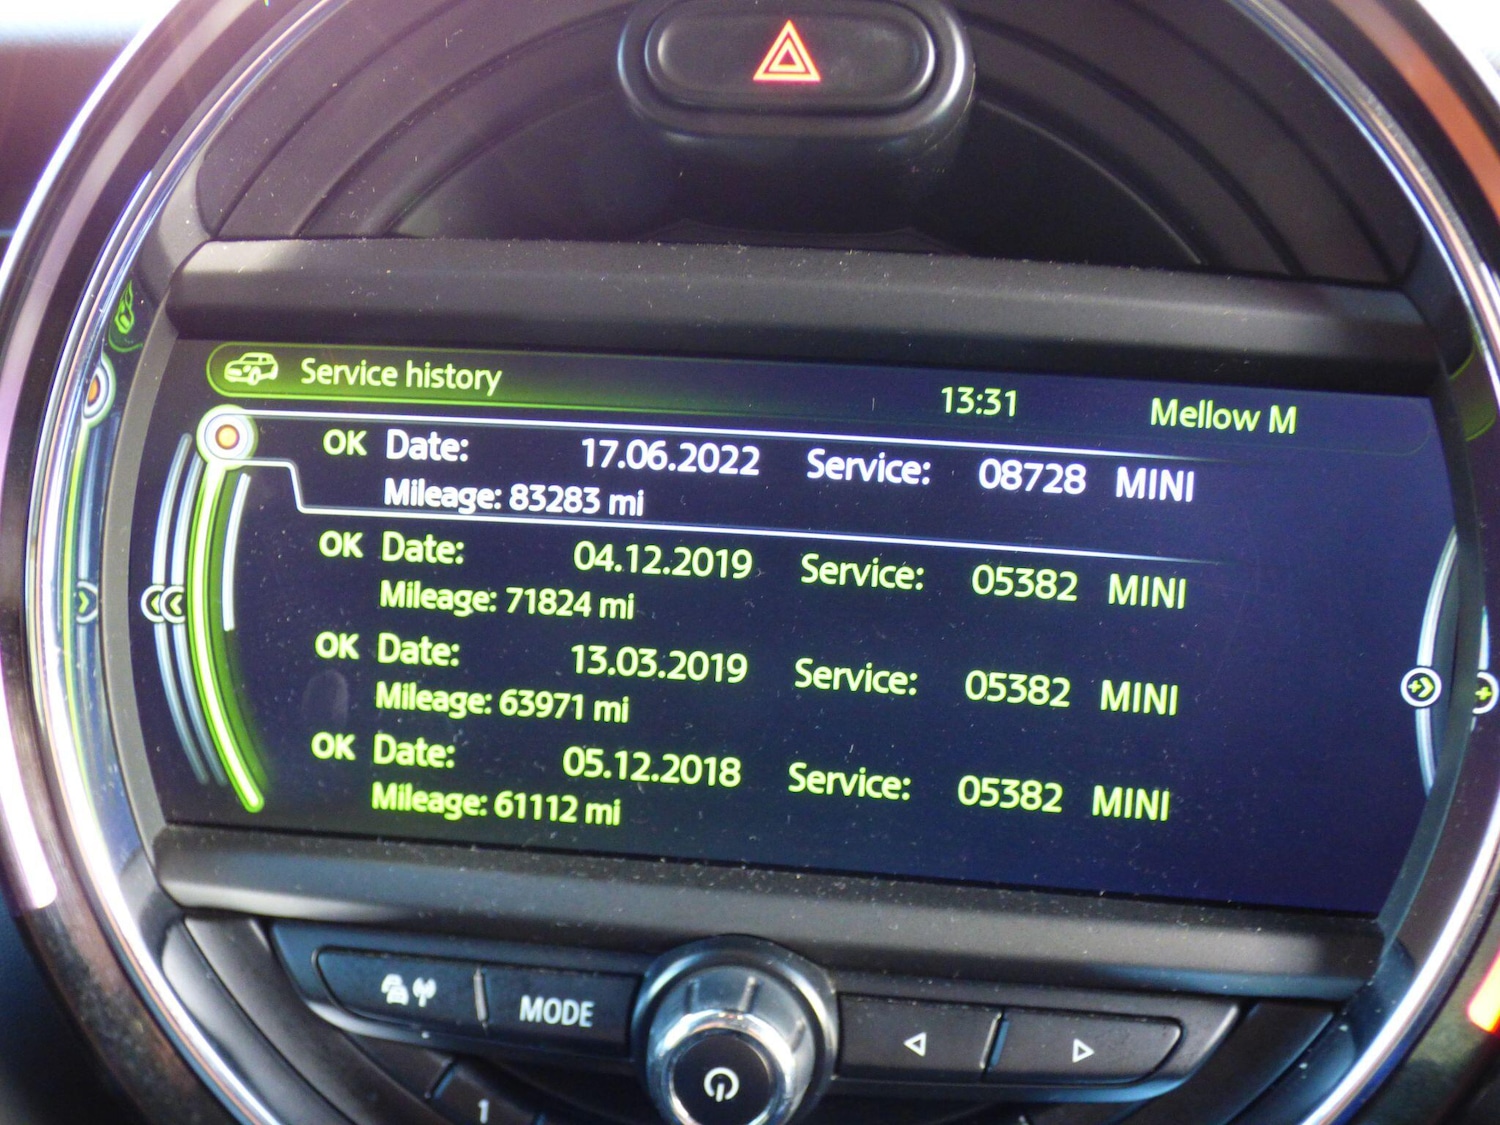 Service history 13:31 Mellow M
OK Date: 17.06.2022 Service: 08728 MINI
Mileage: 83283 mi
OK Date: 04.12.2019 Service: 05382 MINI
Mileage: 71824 mi
OK Date: 13.03.2019 Service: 05382 MINI
Mileage: 63971 mi
OK Date: 05.12.2018 Service: 05382 MINI
Mileage: 61112 mi
MODE
1